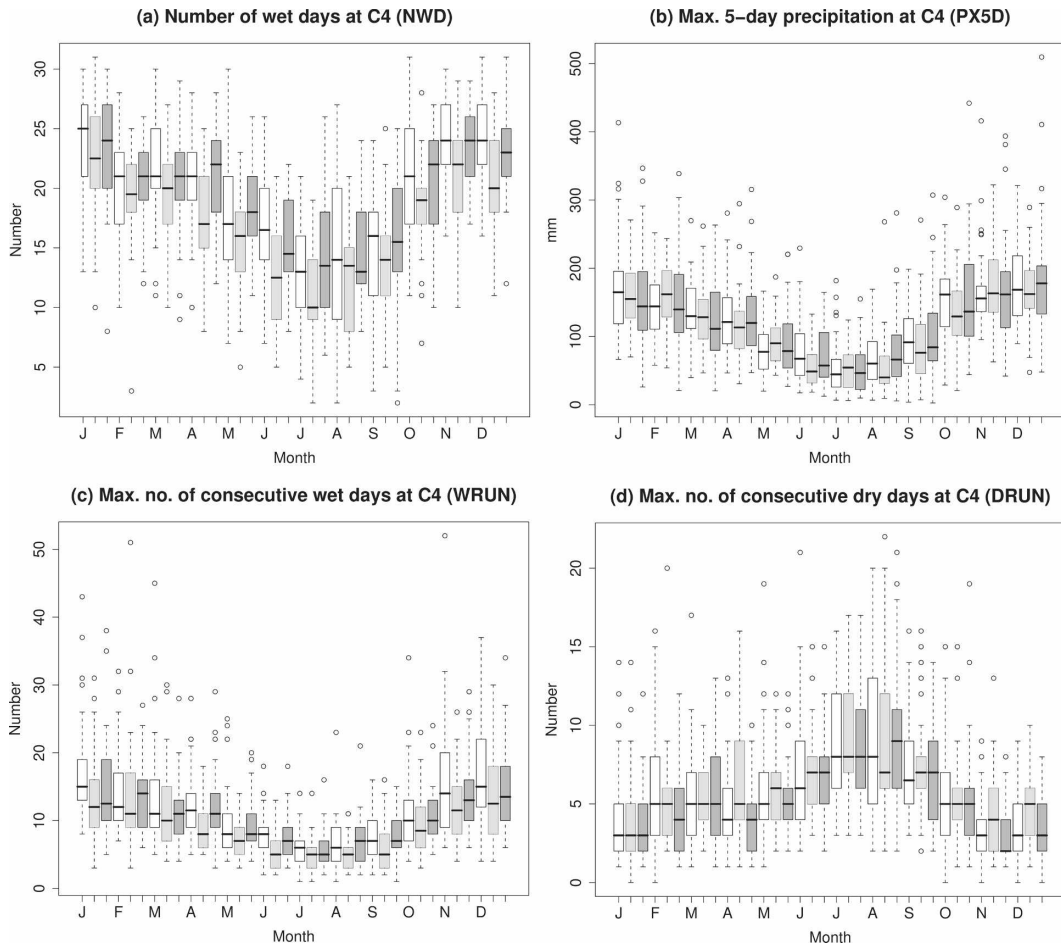 (a) Number of wet days at C4 (NWD)
Number
30
25
20
15
10
5
J F M A M J J A S O N D
Month
(b) Max. 5−day precipitation at C4 (PX5D)
mm
500
400
300
200
100
0
J F M A M J J A S O N D
Month
(c) Max. no. of consecutive wet days at C4 (WRUN)
Number
50
40
30
20
10
0
J F M A M J J A S O N D
Month
(d) Max. no. of consecutive dry days at C4 (DRUN)
Number
20
15
10
5
0
J F M A M J J A S O N D
Month